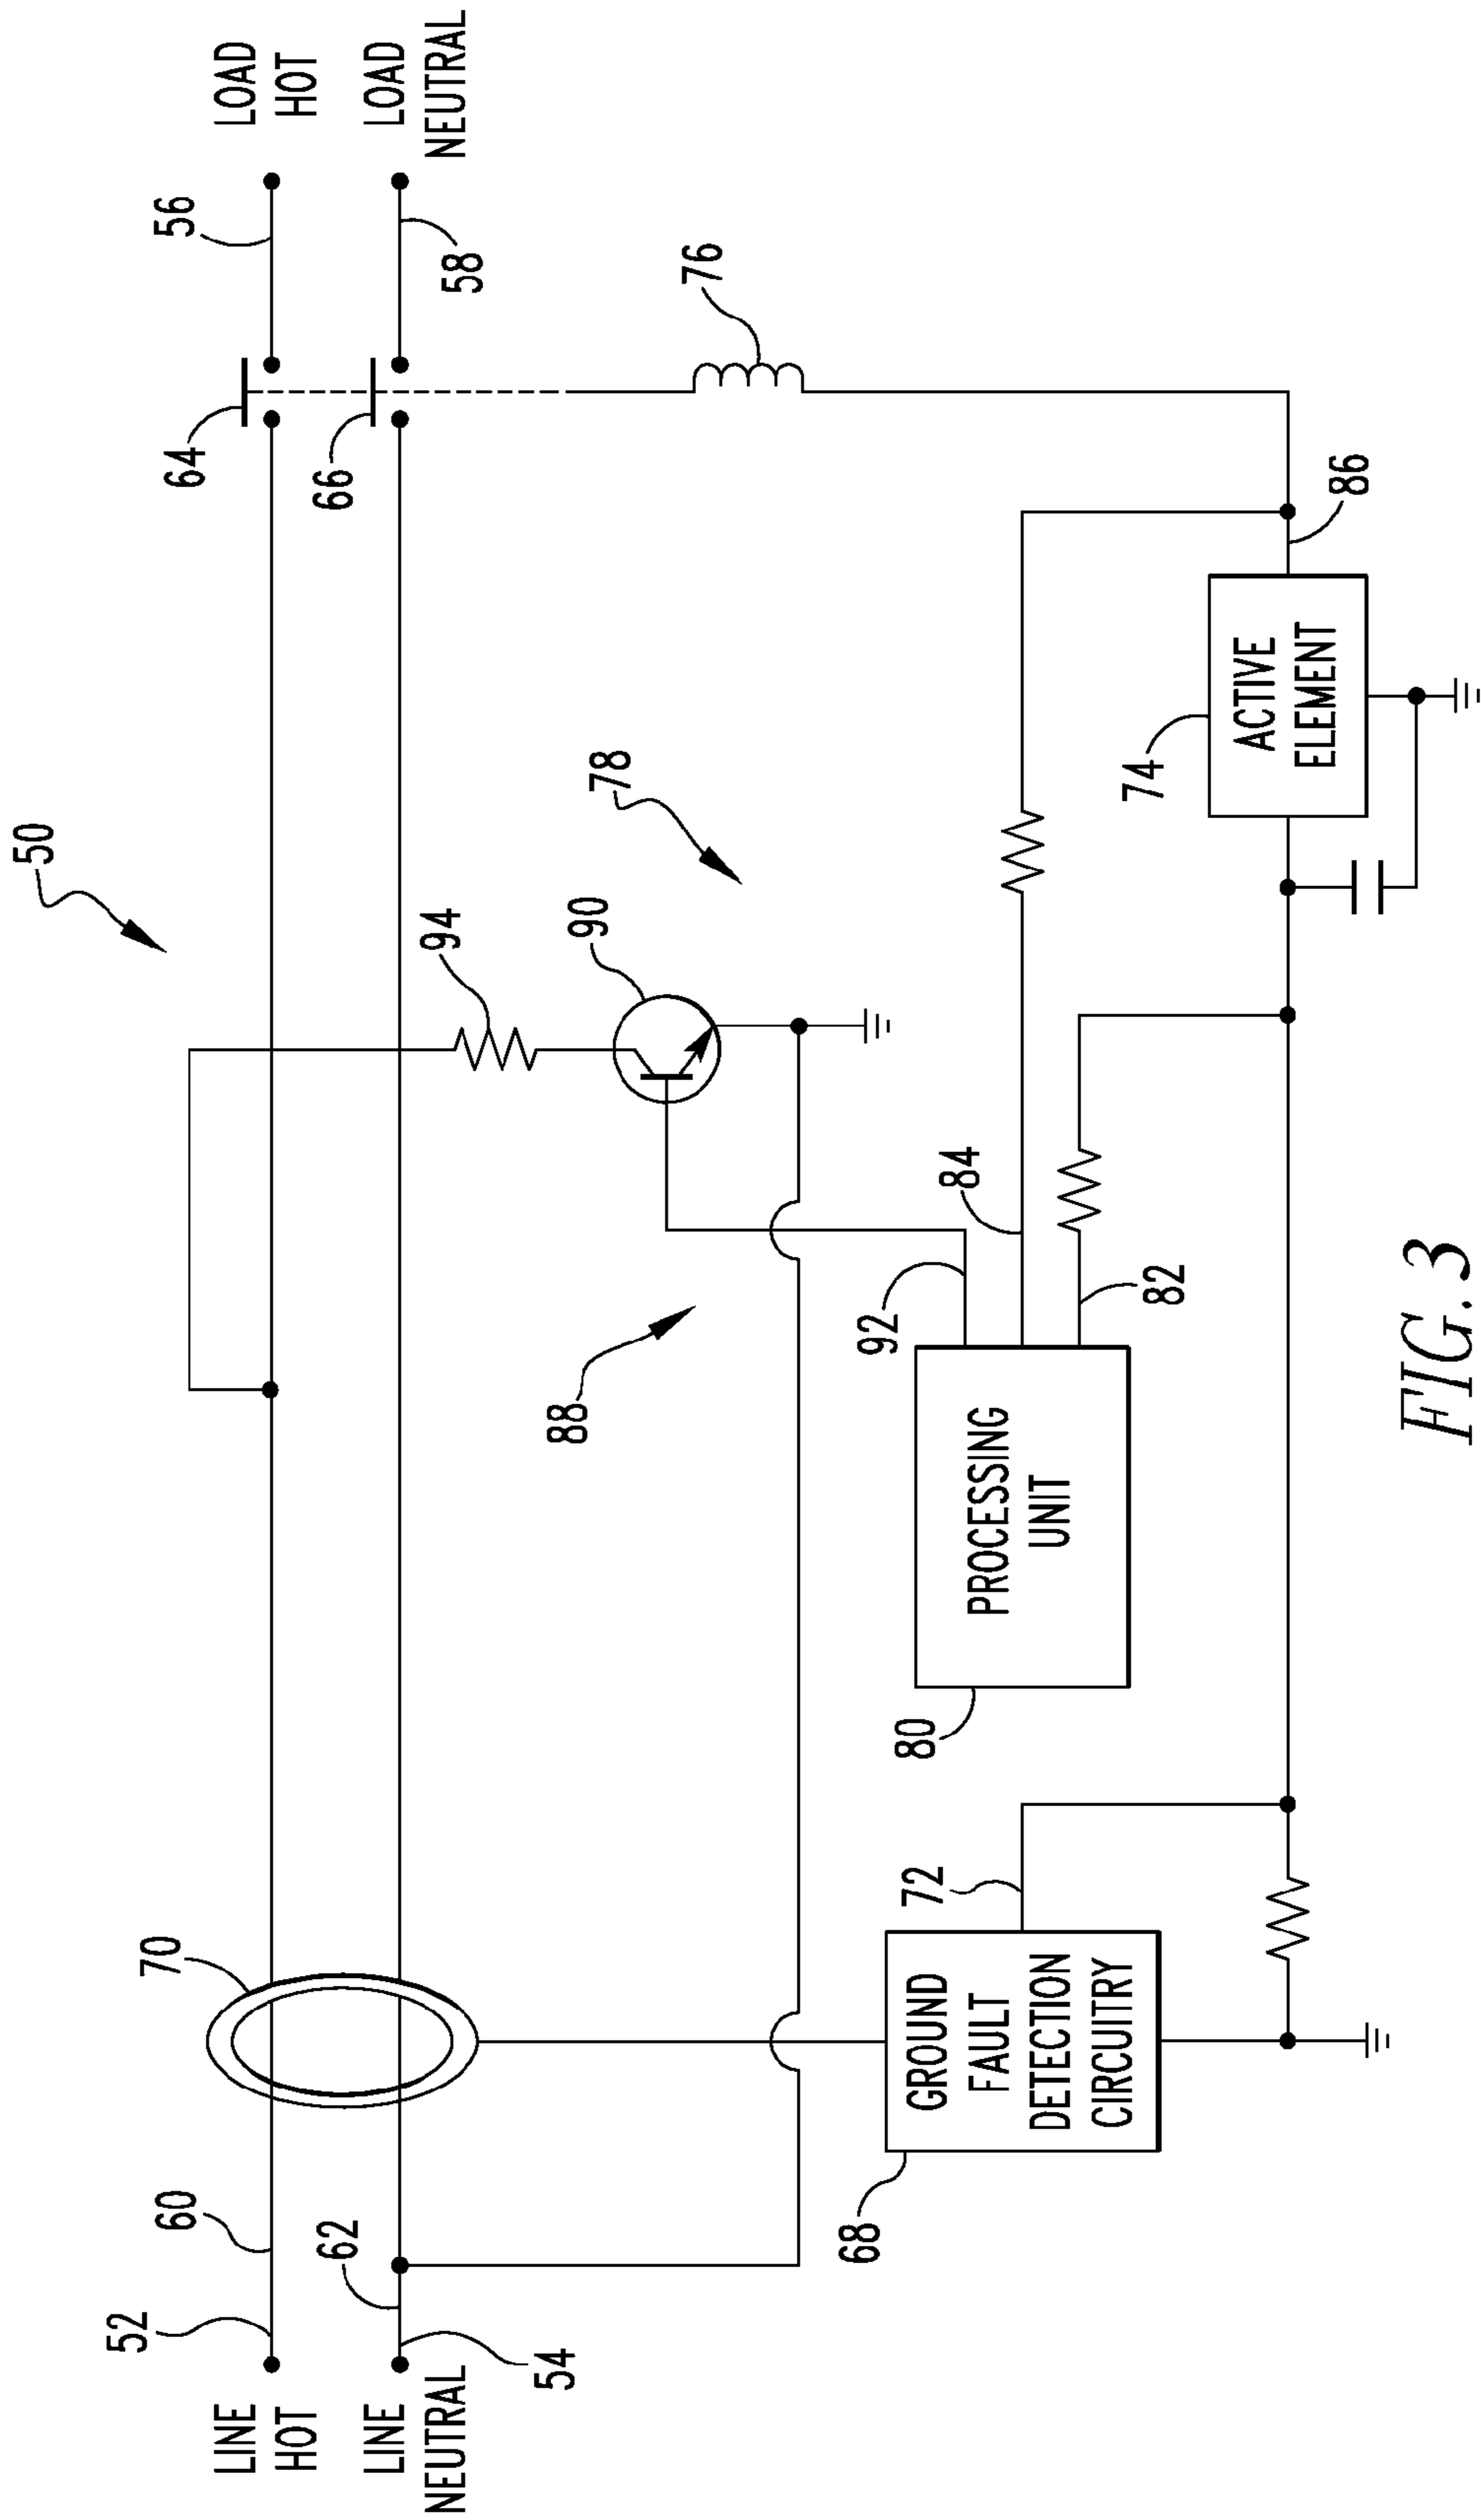 50
LINE
HOT
LINE
NEUTRAL
52
54
60
62
70
64
66
56
58
LOAD
HOT
LOAD
NEUTRAL
94
90
78
76
88
68
GROUND
FAULT
DETECTION
CIRCUITRY
72
80
PROCESSING
UNIT
92
84
82
74
ACTIVE
ELEMENT
86
FIG. 3